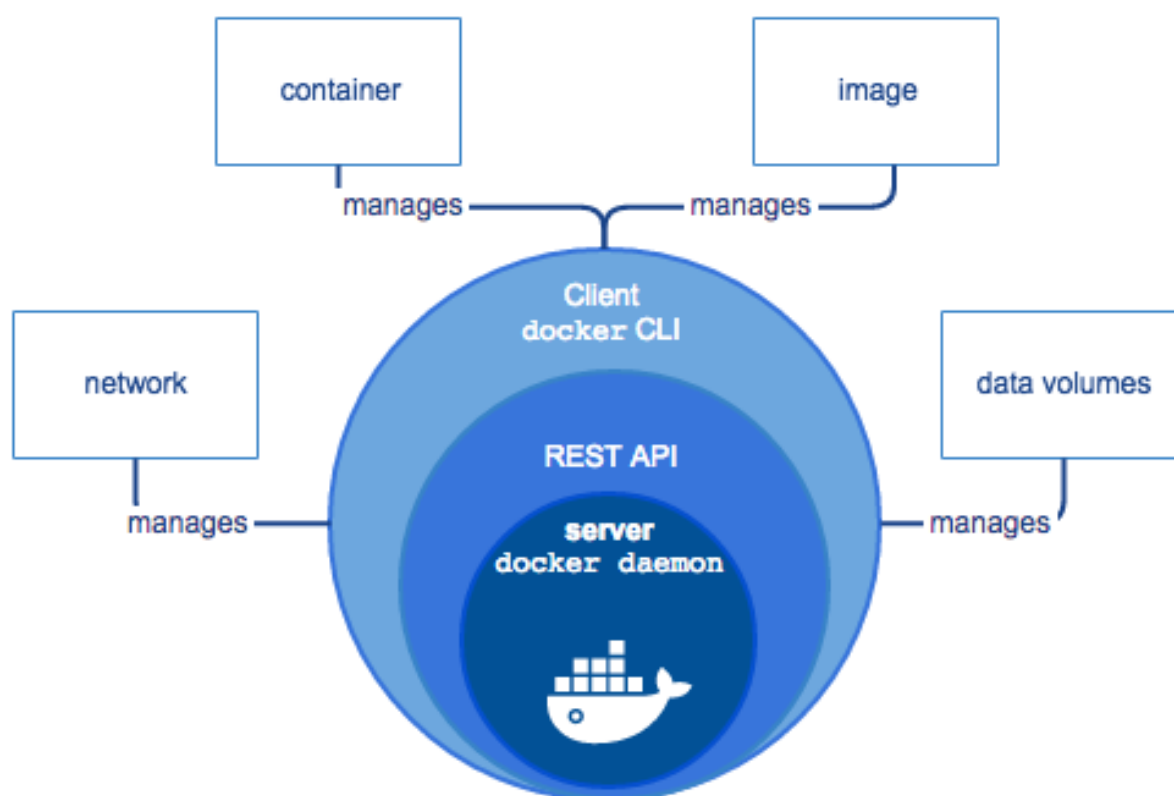 container
image
manages
manages
Client
docker CLI
network
data volumes
REST API
manages
manages
server
docker daemon